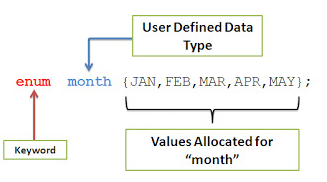 User Defined Data
Type
enum month {JAN,FEB,MAR,APR,MAY};
Keyword
Values Allocated for
“month”